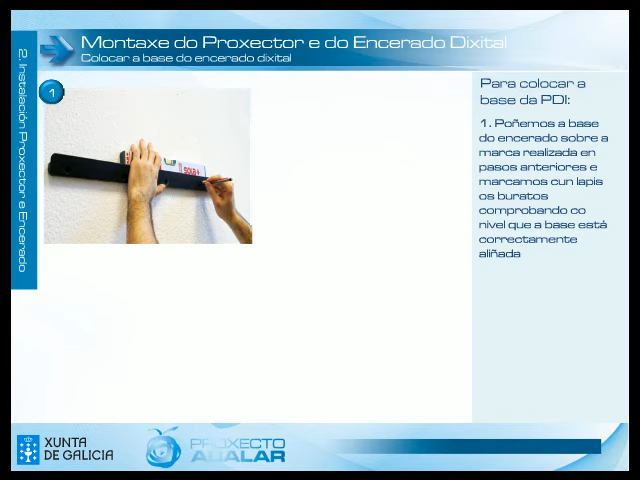 Montaxe do Proxector e do Encerado Dixital
Colocar a base do encerado dixital
2. Instalación Proxector e Encerado
1
sola
Para colocar a
base da PDI:
1. Poñemos a base
do encerado sobre a
marca realizada en
pasos anteriores e
marcamos cun lapis
os buratos
comprobando co
nivel que a base está
correctamente
aliñada
XUNTA
DE GALICIA
PROXECTO
ABALAR